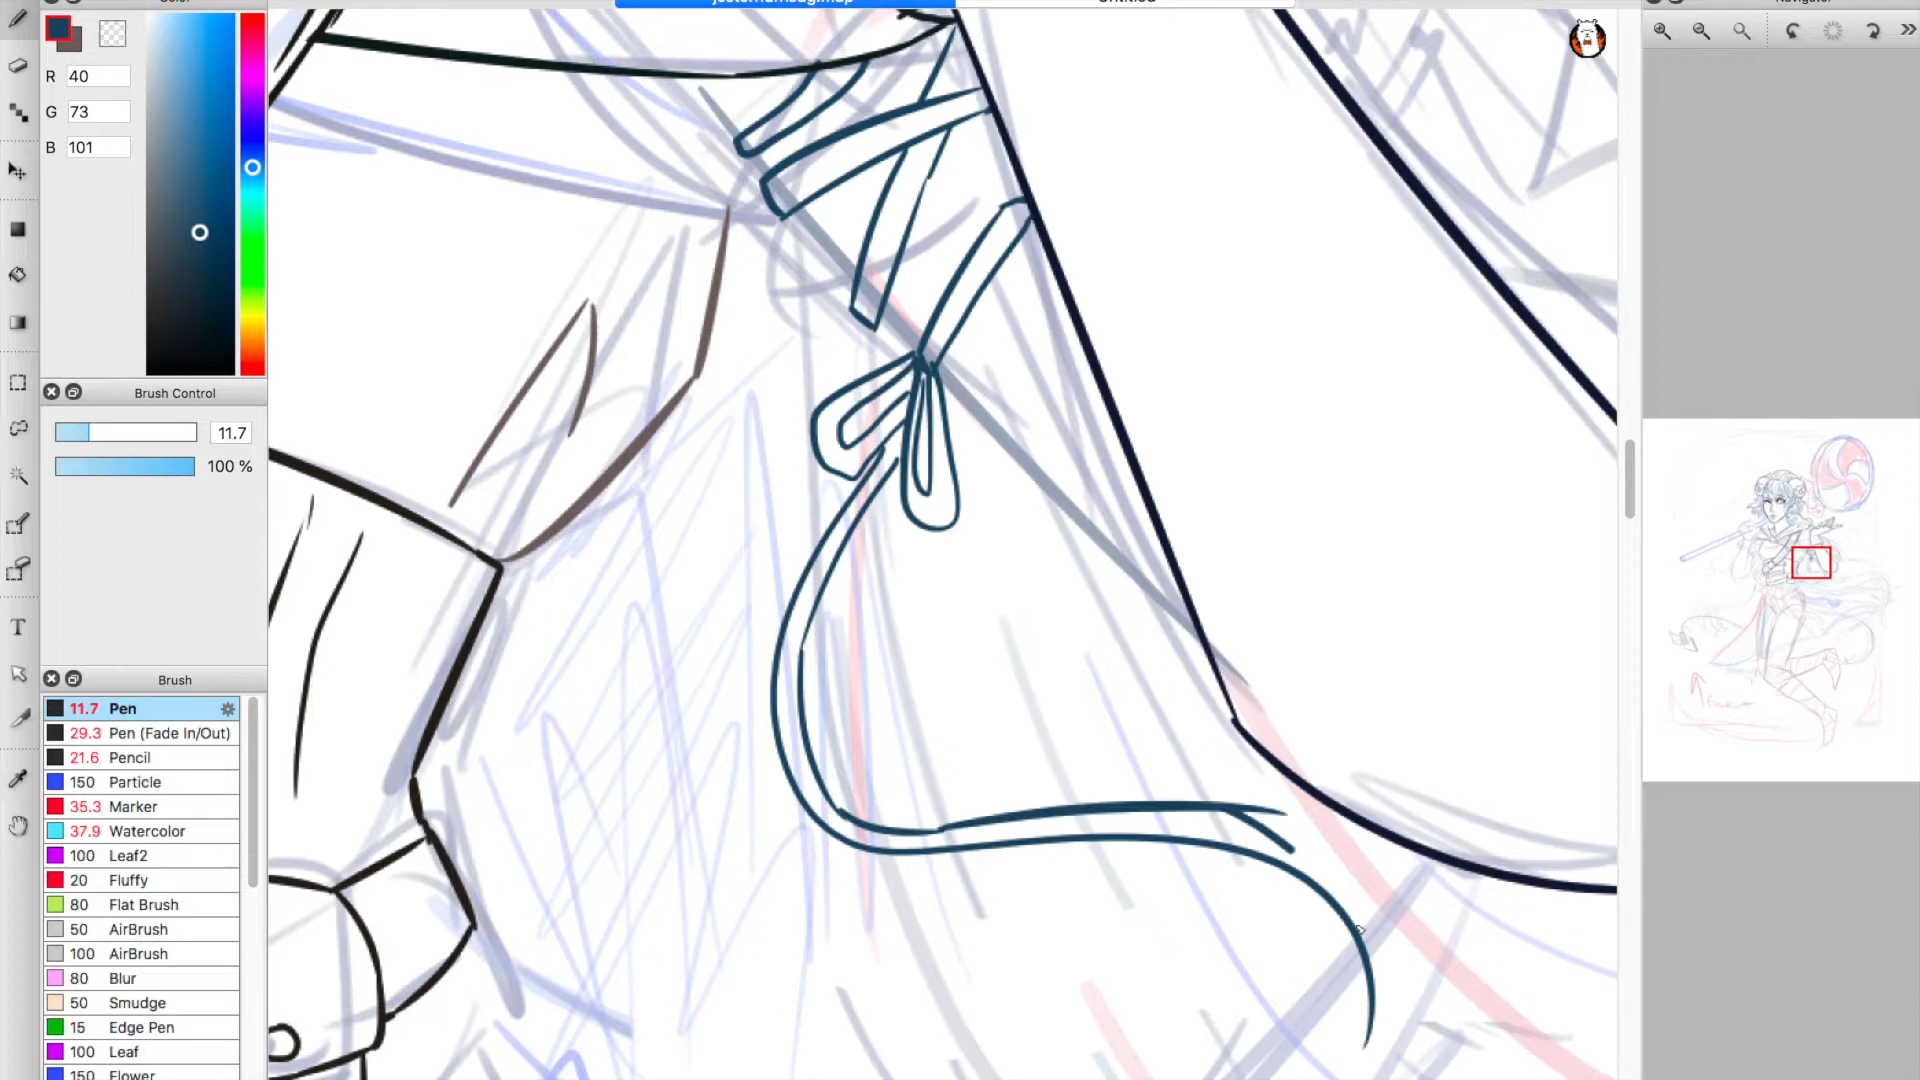 Color
jesterhamsagi.mdp
Untitled
Navigator
R 40
G 73
B 101
Brush Control
11.7
100 %
Brush
11.7 Pen
29.3 Pen (Fade In/Out)
21.6 Pencil
150 Particle
35.3 Marker
37.9 Watercolor
100 Leaf2
20 Fluffy
80 Flat Brush
50 AirBrush
100 AirBrush
80 Blur
50 Smudge
15 Edge Pen
100 Leaf
150 Flower